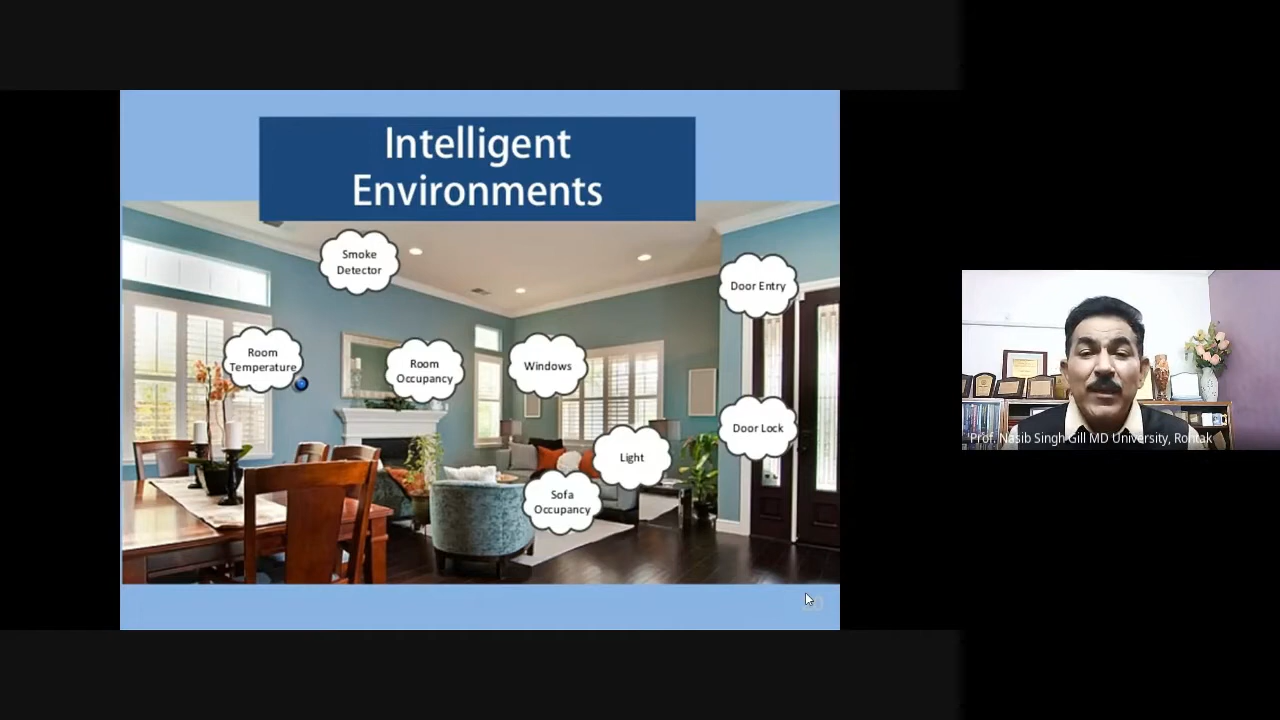 Intelligent
Environments
Smoke
Detector
Door Entry
Room
Temperature
Room
Occupancy
Windows
Door Lock
Light
Sofa
Occupancy
Prof. Nasib Singh Gill MD University, Rohtak